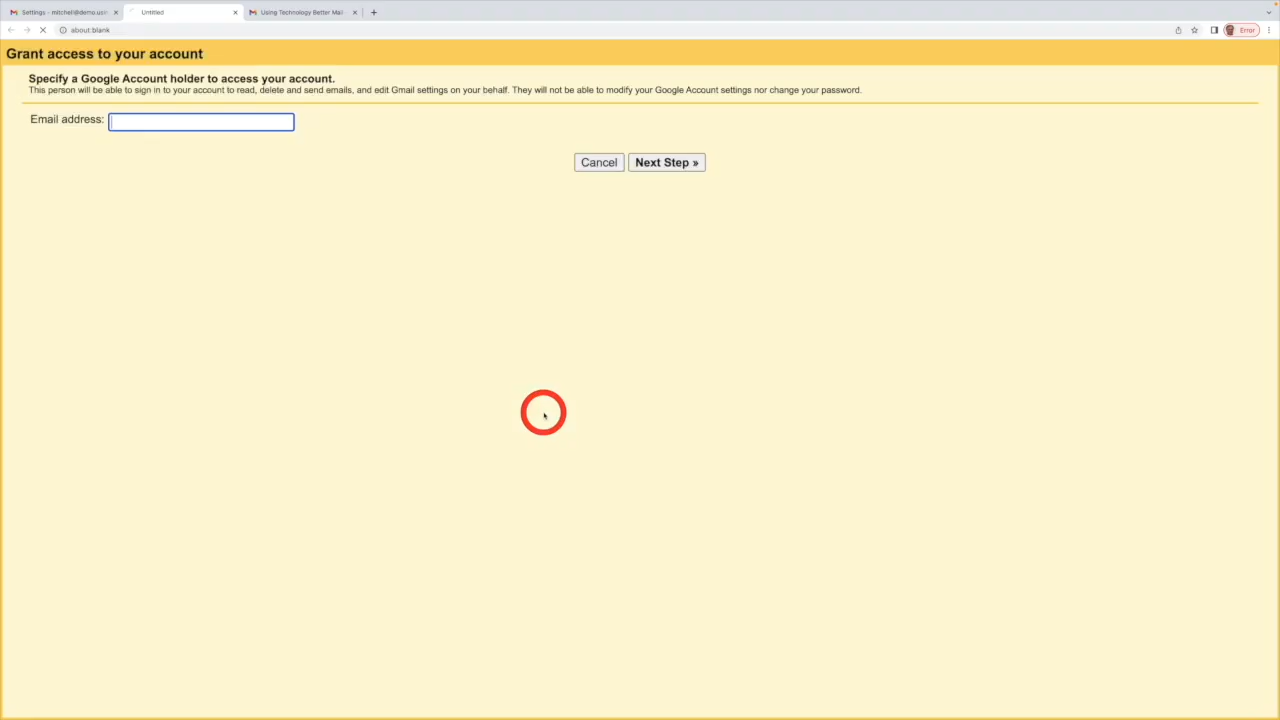 Settings - mitchell@demo.usin
Untitled
Using Technology Better Mail -
about:blank
Error
Grant access to your account
Specify a Google Account holder to access your account.
This person will be able to sign in to your account to read, delete and send emails, and edit Gmail settings on your behalf. They will not be able to modify your Google Account settings nor change your password.
Email address:
Cancel Next Step »